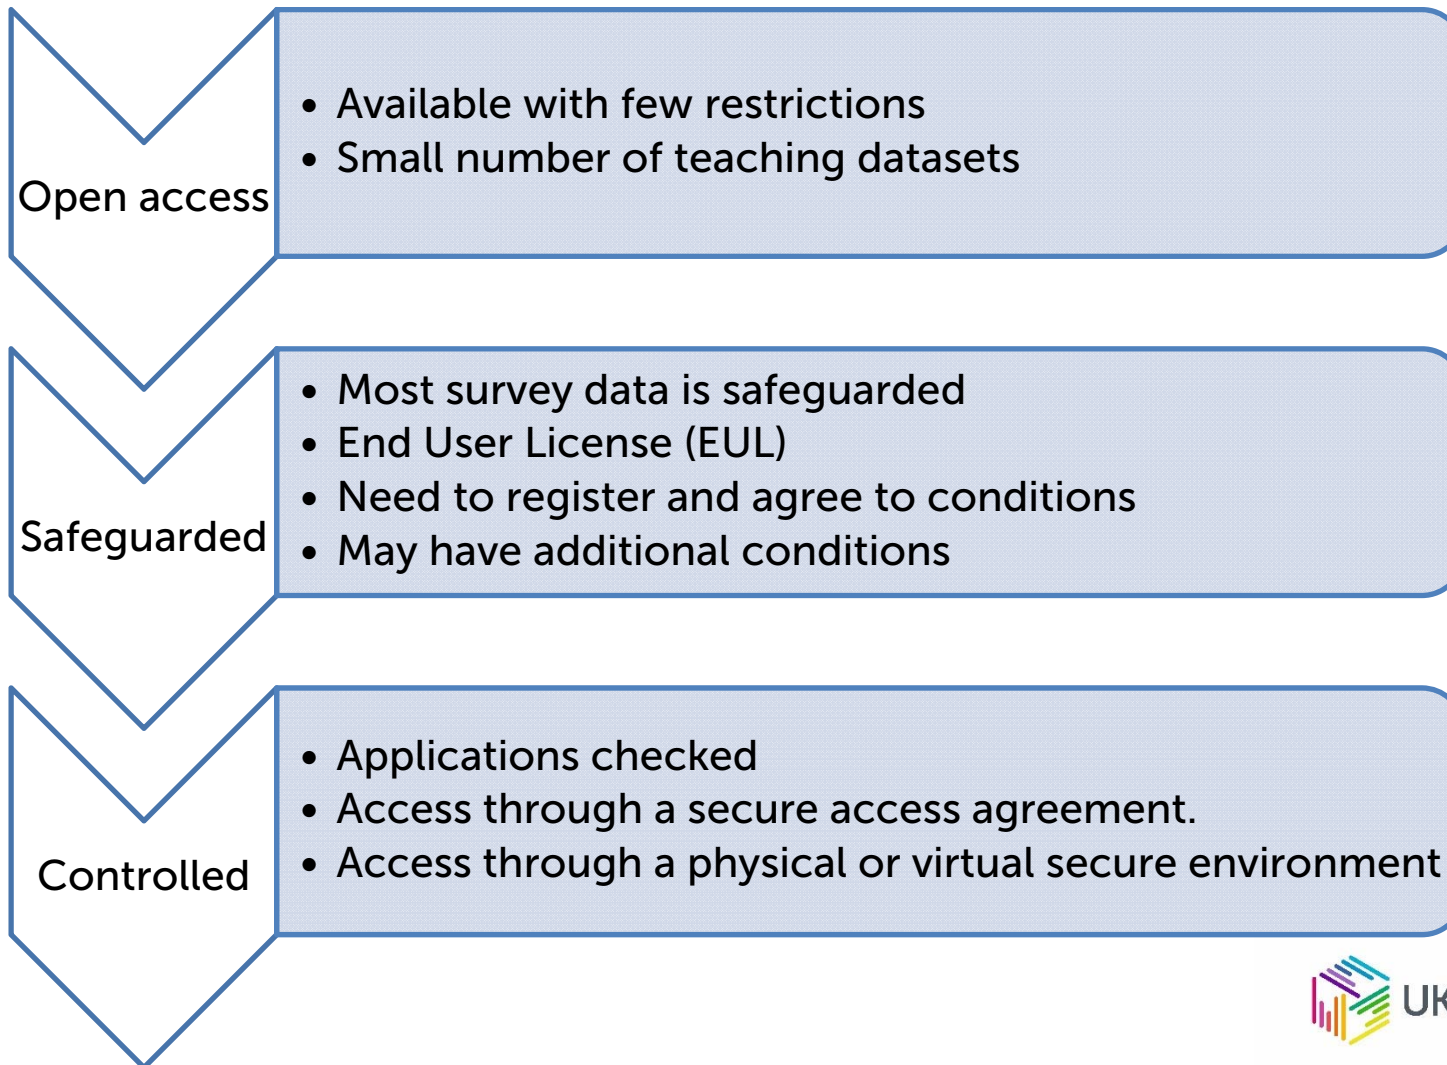 Open access
• Available with few restrictions
• Small number of teaching datasets
Safeguarded
• Most survey data is safeguarded
• End User License (EUL)
• Need to register and agree to conditions
• May have additional conditions
Controlled
• Applications checked
• Access through a secure access agreement.
• Access through a physical or virtual secure environment
UK